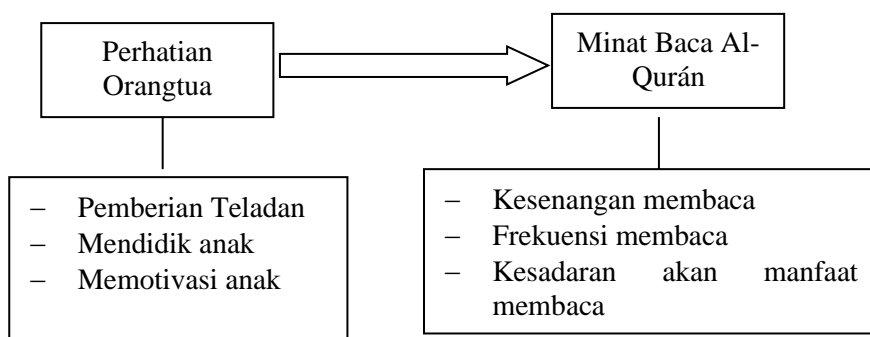 Perhatian
Orangtua
Minat Baca Al-
Qurán
– Pemberian Teladan
– Mendidik anak
– Memotivasi anak
– Kesenangan membaca
– Frekuensi membaca
– Kesadaran akan manfaat
membaca